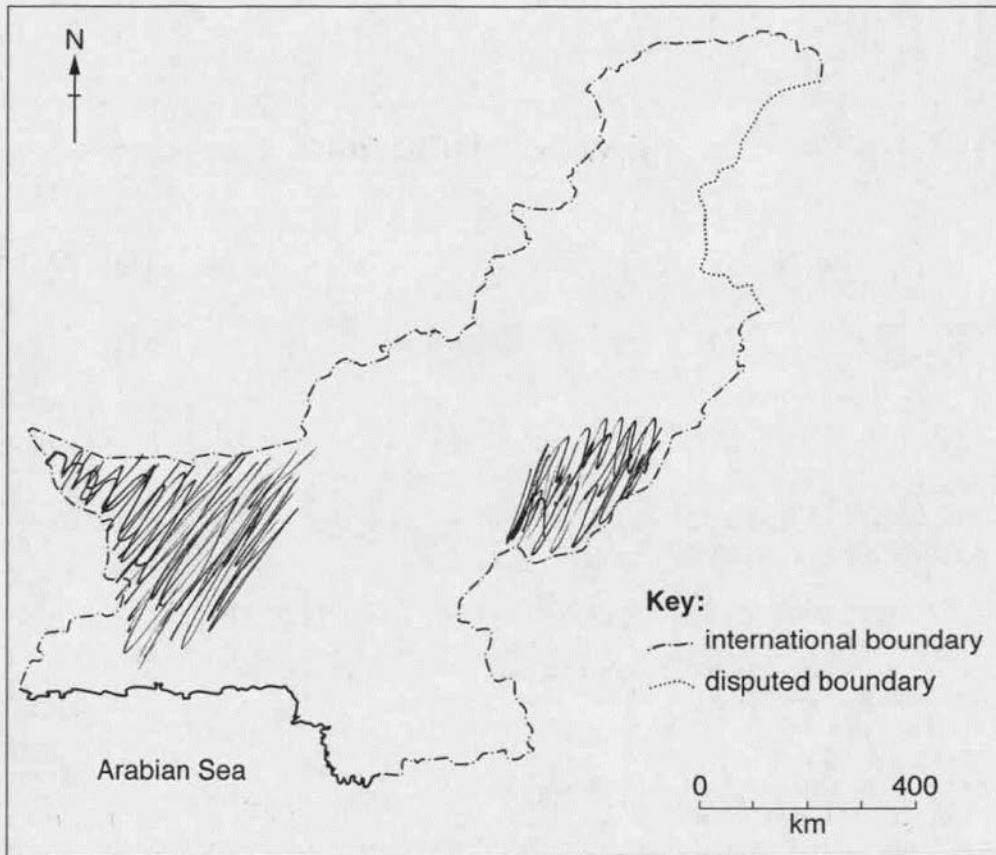 N
Key:
international boundary
disputed boundary
Arabian Sea
0 400
km